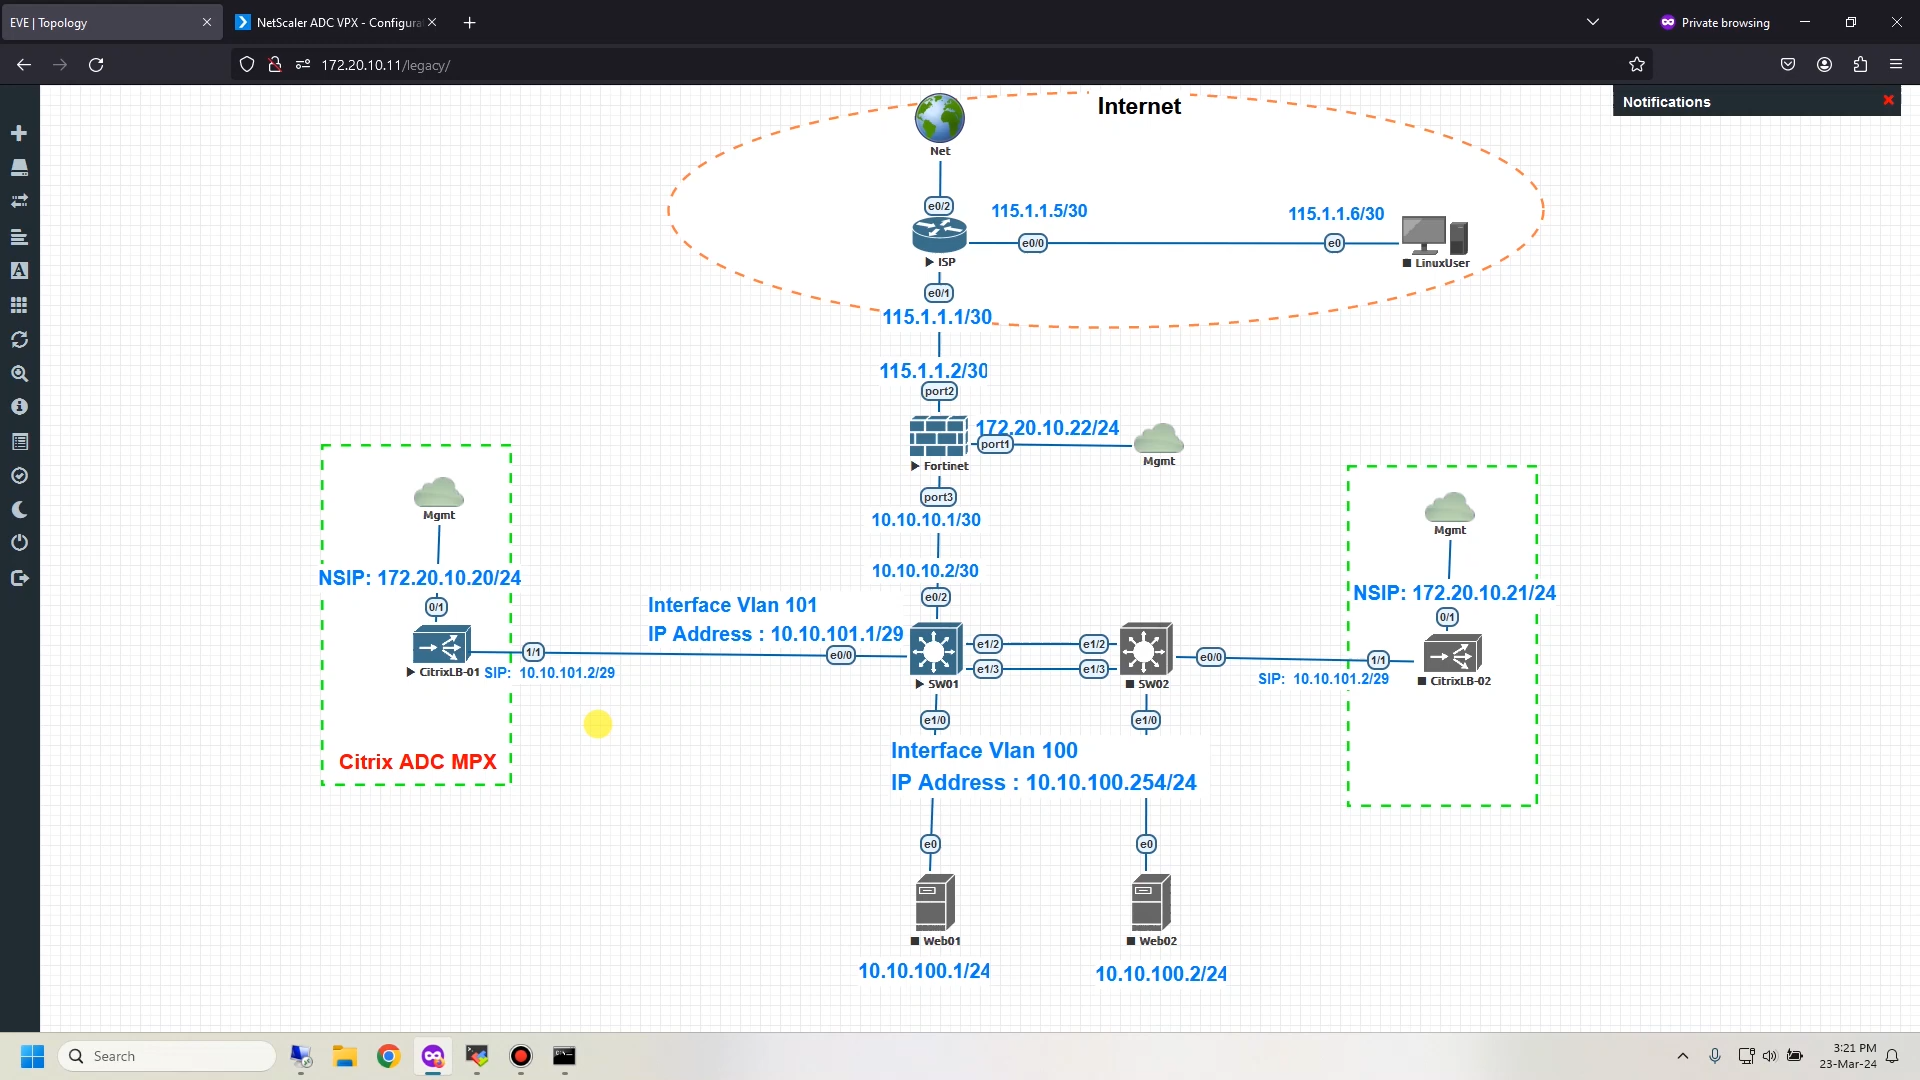 EVE | Topology
NetScaler ADC VPX - Configura
Private browsing
172.20.10.11/legacy/
Notifications
Internet
Net
e0/2
115.1.1.5/30
115.1.1.6/30
e0/0
e0
ISP
LinuxUser
e0/1
115.1.1.1/30
115.1.1.2/30
port2
172.20.10.22/24
port1
Fortinet
Mgmt
port3
10.10.10.1/30
10.10.10.2/30
e0/2
Mgmt
NSIP: 172.20.10.20/24
0/1
CitrixLB-01
1/1
SIP: 10.10.101.2/29
Citrix ADC MPX
Interface Vlan 101
IP Address : 10.10.101.1/29
e0/0
SW01
e1/2
e1/3
e1/2
e1/3
SW02
e0/0
Mgmt
NSIP: 172.20.10.21/24
0/1
1/1
SIP: 10.10.101.2/29
CitrixLB-02
e1/0
e1/0
Interface Vlan 100
IP Address : 10.10.100.254/24
e0
e0
Web01
Web02
10.10.100.1/24
10.10.100.2/24
Search
3:21 PM
23-Mar-24